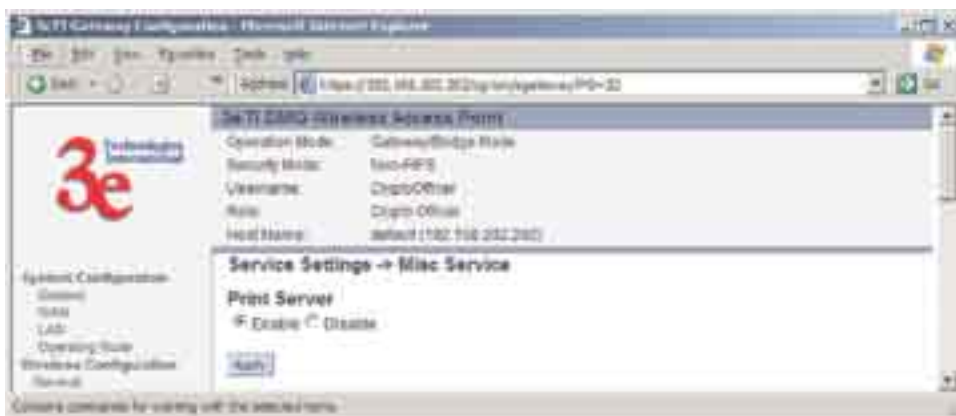 3eTI Gateway Configuration - Microsoft Internet Explorer
File Edit View Favorites Tools Help
Back Address Go
3e Technologies International
3eTI DMG Wireless Access Point
Operation Mode: Gateway/Bridge Mode
Security Mode: Non-FIPS
Username: CryptoOfficer
Role: Crypto Officer
Host Name: default (192.168.202.202)
Service Settings -> Misc Service
Print Server
Enable Disable
Apply
System Configuration
General
WAN
LAN
Operating Mode
Wireless Configuration
General
Contains commands for working with the selected items.